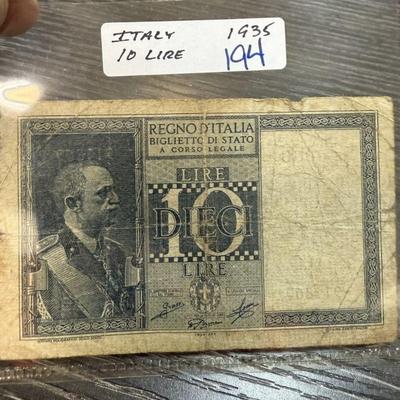 ITALY 1935
10 LIRE 194
REGNO D'ITALIA
BIGLIETTO DI STATO
A CORSO LEGALE
LIRE
10
DIECI
LIRE